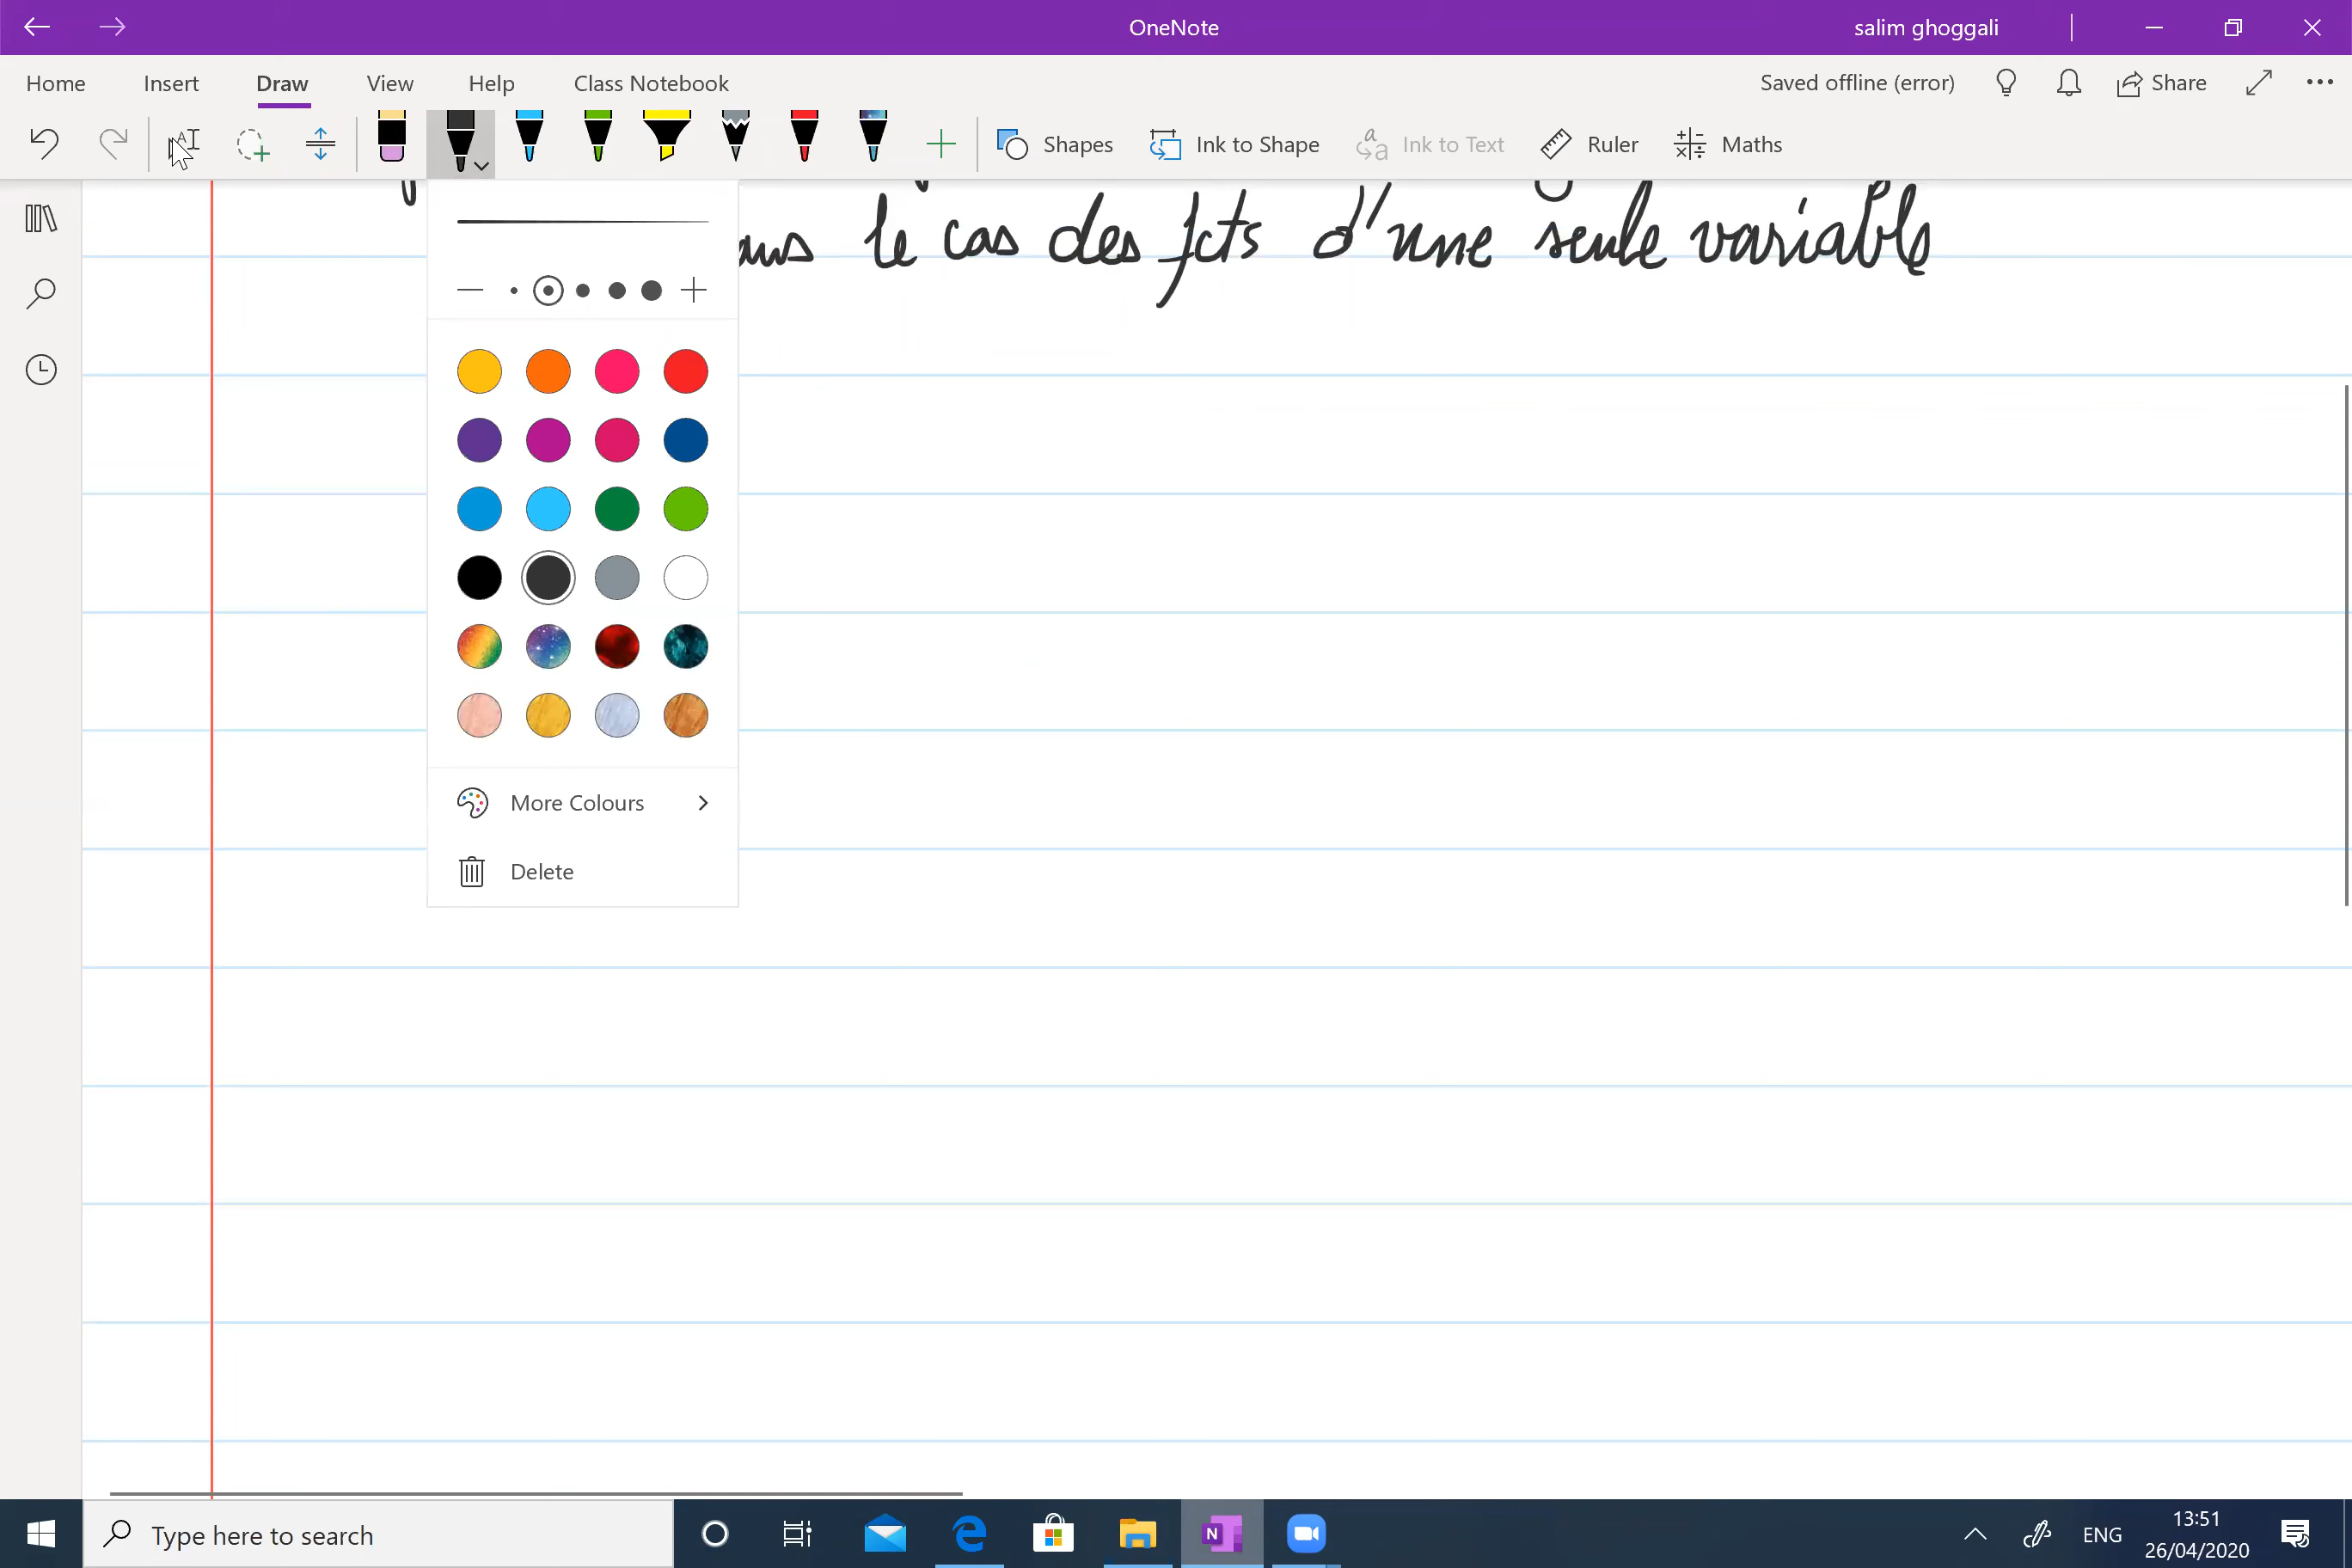 OneNote
salim ghoggali
Home Insert Draw View Help Class Notebook
Saved offline (error) Share
Shapes Ink to Shape Ink to Text Ruler Maths
le cas des fcts d'une seule variable
More Colours
Delete
Type here to search
ENG
13:51
26/04/2020